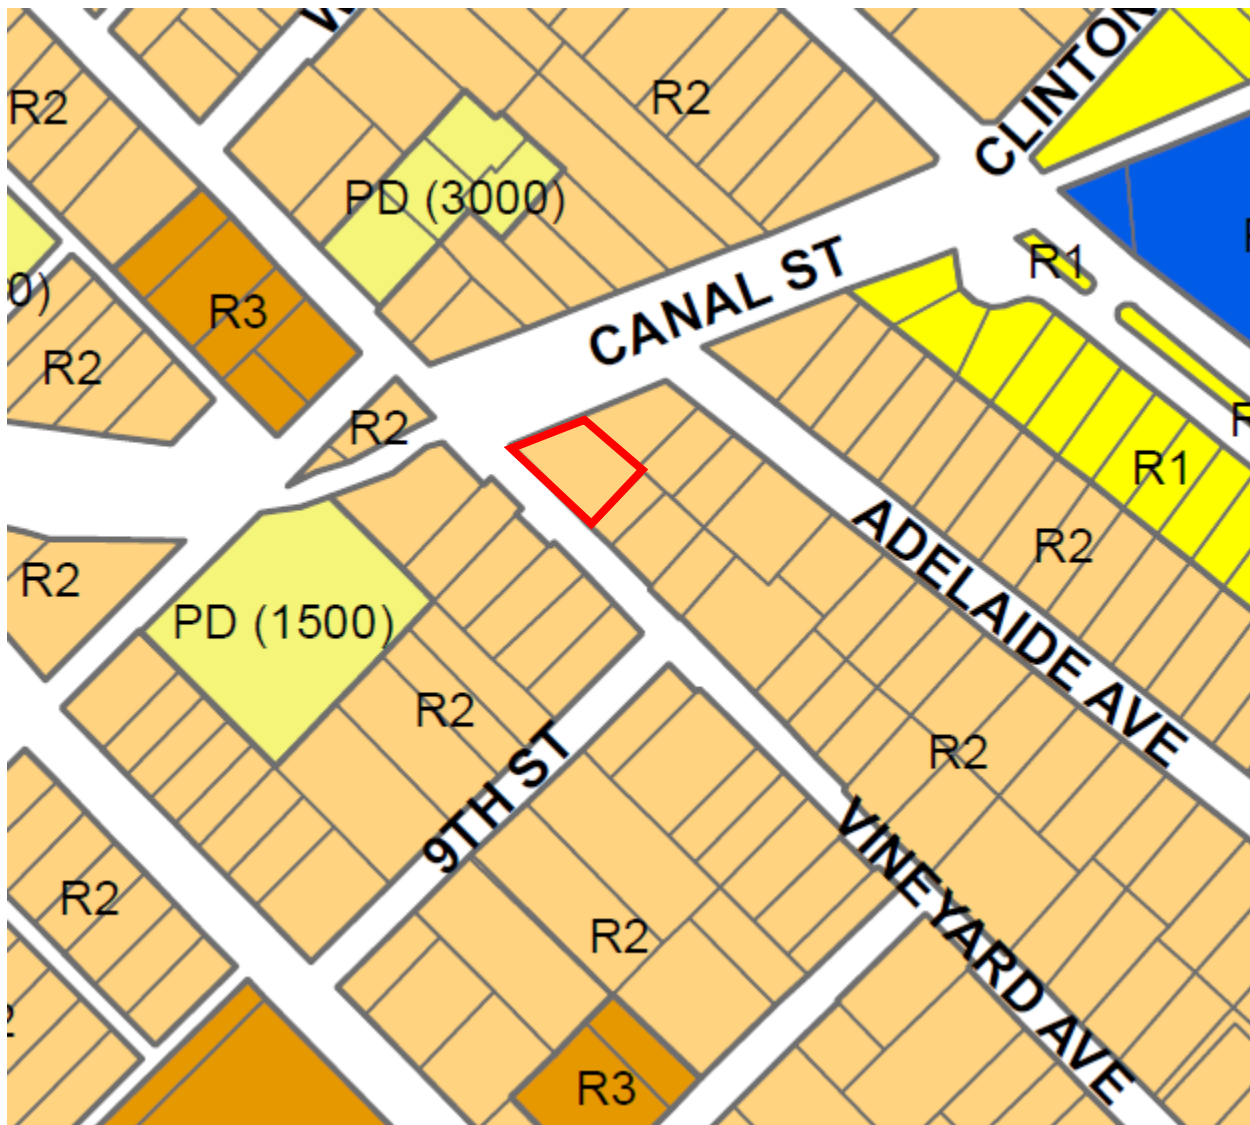 R2
R2
CLINTON
PD (3000)
R1
CANAL ST
0)
R3
R2
R2
R1
ADELAIDE AVE
R2
R2
PD (1500)
R2
R2
9TH ST
VINEYARD AVE
R2
R2
R3